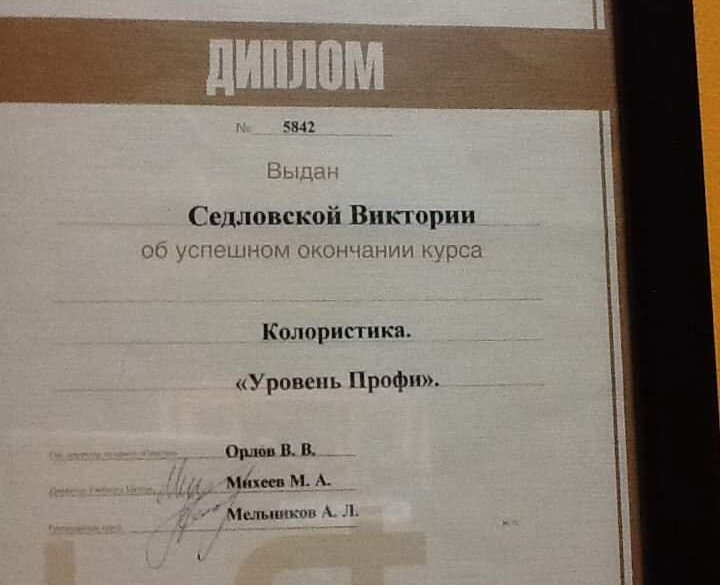 ДИПЛОМ
№ 5842
Выдан
Седловской Виктории
об успешном окончании курса
Колористика.
«Уровень Профи».
Орлов В. В.
Михеев М. А.
Мельников А. Л.